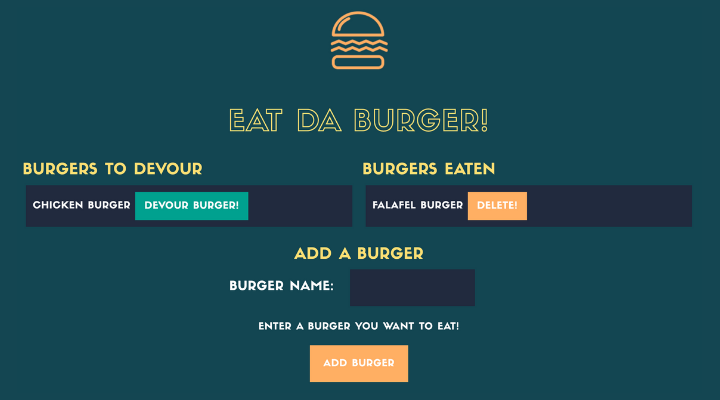 EAT DA BURGER!
BURGERS TO DEVOUR
CHICKEN BURGER DEVOUR BURGER!
BURGERS EATEN
FALAFEL BURGER DELETE!
ADD A BURGER
BURGER NAME:
ENTER A BURGER YOU WANT TO EAT!
ADD BURGER